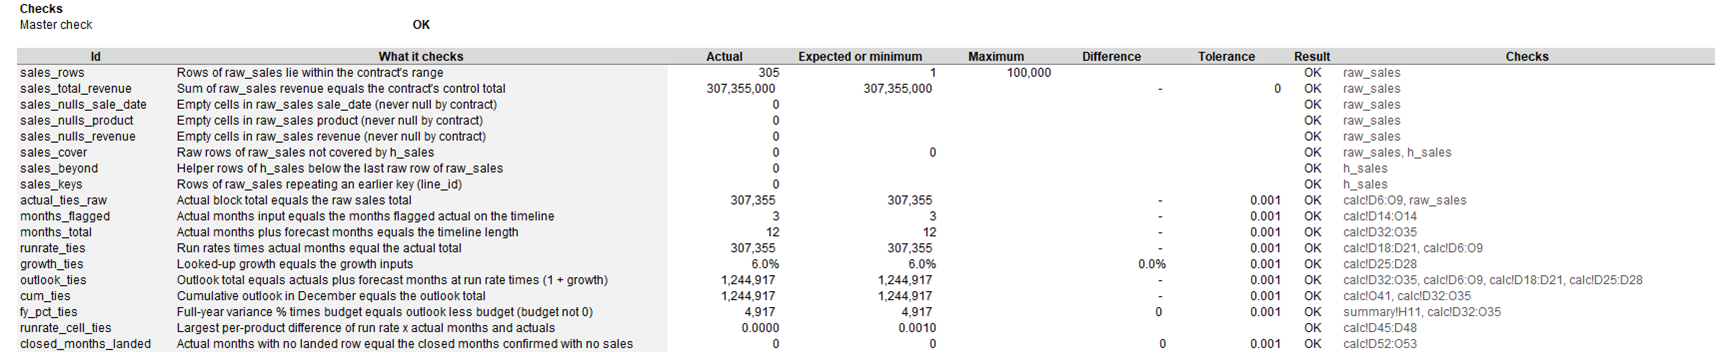 Checks
Master check OK
Id What it checks Actual Expected or minimum Maximum Difference Tolerance Result Checks
sales_rows Rows of raw_sales lie within the contract's range 305 1 100,000 OK raw_sales
sales_total_revenue Sum of raw_sales revenue equals the contract's control total 307,355,000 307,355,000 - 0 OK raw_sales
sales_nulls_sale_date Empty cells in raw_sales sale_date (never null by contract) 0 OK raw_sales
sales_nulls_product Empty cells in raw_sales product (never null by contract) 0 OK raw_sales
sales_nulls_revenue Empty cells in raw_sales revenue (never null by contract) 0 OK raw_sales
sales_cover Raw rows of raw_sales not covered by h_sales 0 0 OK raw_sales, h_sales
sales_beyond Helper rows of h_sales below the last raw row of raw_sales 0 OK h_sales
sales_keys Rows of raw_sales repeating an earlier key (line_id) 0 OK h_sales
actual_ties_raw Actual block total equals the raw sales total 307,355 307,355 - 0.001 OK calc!D6:O9, raw_sales
months_flagged Actual months input equals the months flagged actual on the timeline 3 3 - 0.001 OK calc!D14:O14
months_total Actual months plus forecast months equals the timeline length 12 12 - 0.001 OK calc!D32:O35
runrate_ties Run rates times actual months equal the actual total 307,355 307,355 - 0.001 OK calc!D18:D21, calc!D6:O9
growth_ties Looked-up growth equals the growth inputs 6.0% 6.0% 0.0% 0.001 OK calc!D25:D28
outlook_ties Outlook total equals actuals plus forecast months at run rate times (1 + growth) 1,244,917 1,244,917 - 0.001 OK calc!D32:O35, calc!D6:O9, calc!D18:D21, calc!D25:D28
cum_ties Cumulative outlook in December equals the outlook total 1,244,917 1,244,917 - 0.001 OK calc!O41, calc!D32:O35
fy_pct_ties Full-year variance % times budget equals outlook less budget (budget not 0) 4,917 4,917 0 0.001 OK summary!H11, calc!D32:O35
runrate_cell_ties Largest per-product difference of run rate x actual months and actuals 0.0000 0.0010 OK calc!D45:D48
closed_months_landed Actual months with no landed row equal the closed months confirmed with no sales 0 0 0 0.001 OK calc!D52:O53